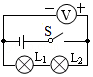 − V +
S
L₁ L₂